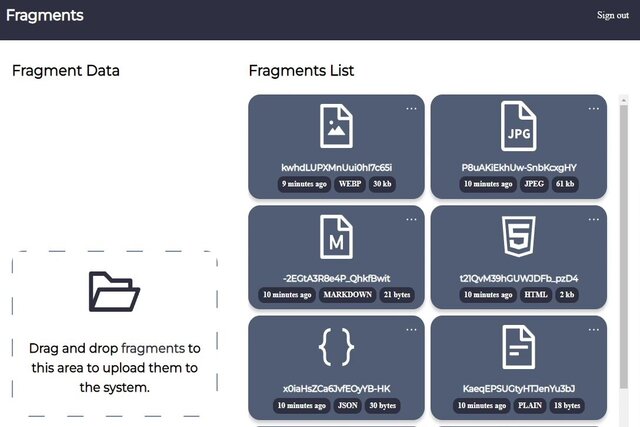 Fragments
Sign out
Fragment Data
Fragments List
kwhdLUPXMnUui0hI7c65i
9 minutes ago WEBP 30 kb
JPG
P8uAKiEkhUw-SnbKcxgHY
10 minutes ago JPEG 61 kb
M
-2EGtA3R8e4P_QhkfBwit
10 minutes ago MARKDOWN 21 bytes
5
t21QvM39hGUWJDFb_pzD4
10 minutes ago HTML 2 kb
{ }
x0iaHsZCa6JvfEOyYB-HK
10 minutes ago JSON 30 bytes
KaeqEPSUGtyHTJenYu3bJ
10 minutes ago PLAIN 18 bytes
Drag and drop fragments to
this area to upload them to
the system.